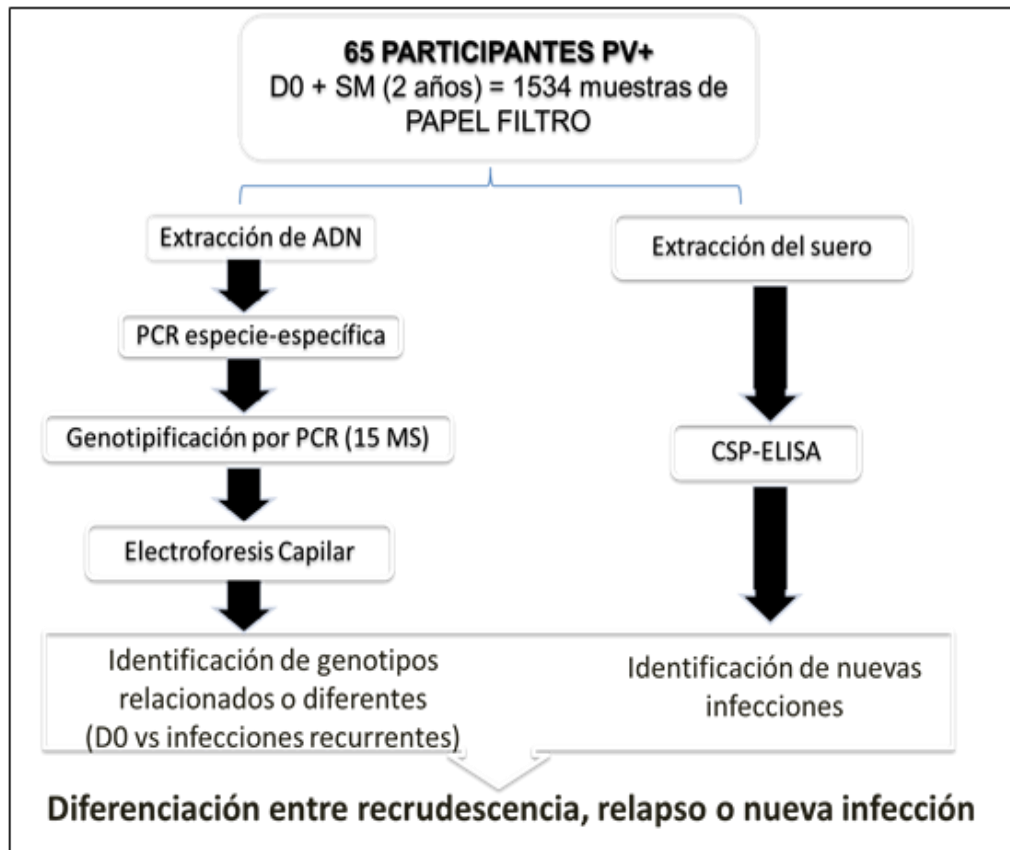 65 PARTICIPANTES PV+
D0 + SM (2 años) = 1534 muestras de
PAPEL FILTRO
Extracción de ADN
Extracción del suero
PCR especie-específica
Genotipificación por PCR (15 MS)
CSP-ELISA
Electroforesis Capilar
Identificación de genotipos
relacionados o diferentes
(D0 vs infecciones recurrentes)
Identificación de nuevas
infecciones
Diferenciación entre recrudescencia, relapso o nueva infección